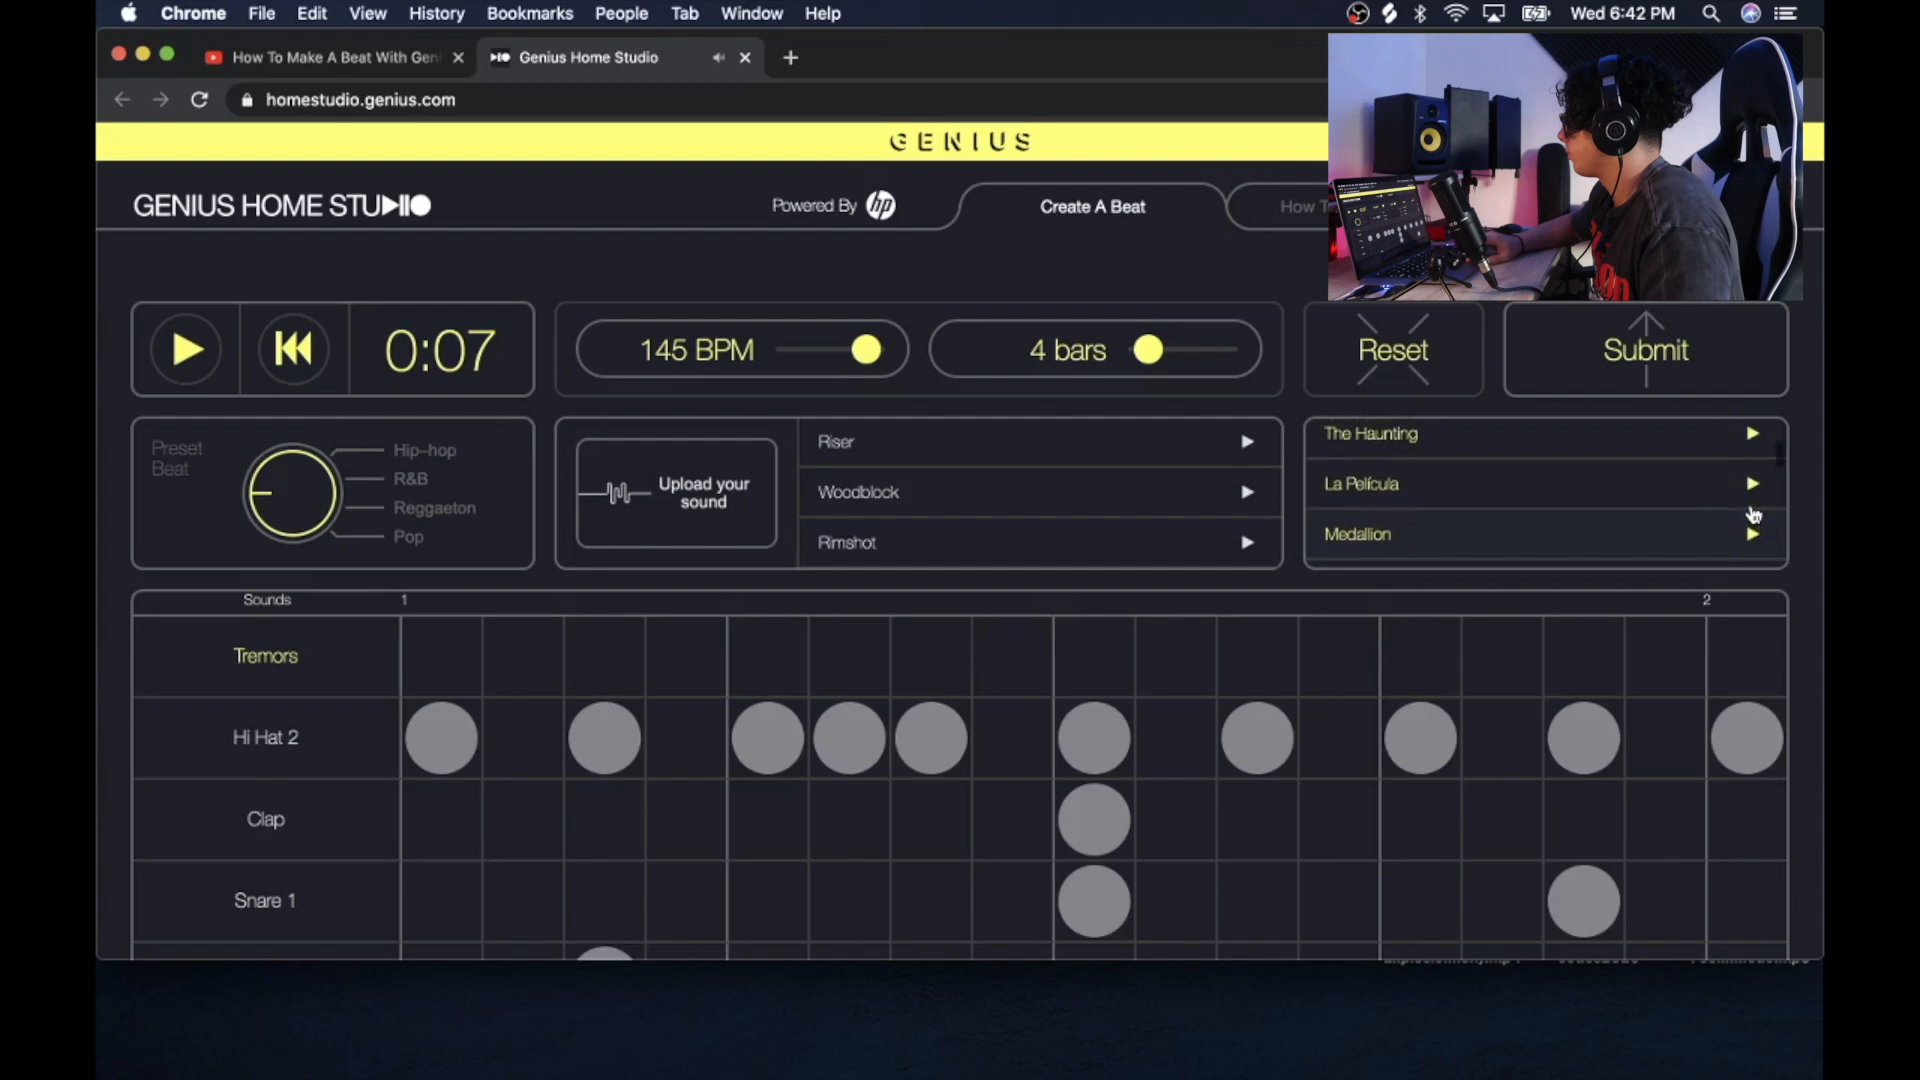 Chrome File Edit View History Bookmarks People Tab Window Help
Wed 6:42 PM
How To Make A Beat With Gen
Genius Home Studio
homestudio.genius.com
GENIUS
GENIUS HOME STUDIO
Powered By hp
Create A Beat
How T
0:07
145 BPM
4 bars
Reset
Submit
Preset Beat
Hip-hop
R&B
Reggaeton
Pop
Upload your sound
Riser
Woodblock
Rimshot
The Haunting
La Película
Medallion
Sounds 1 2
Tremors
Hi Hat 2
Clap
Snare 1